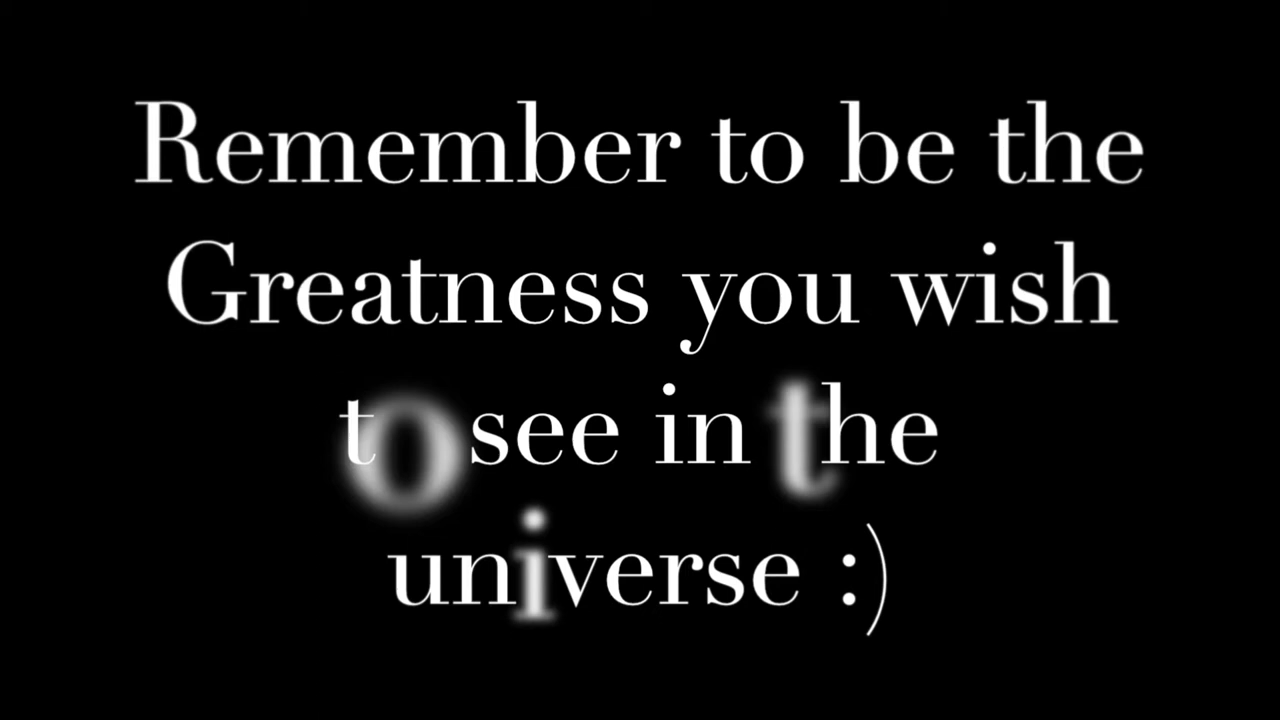 Remember to be the
Greatness you wish
to see in the
universe :)